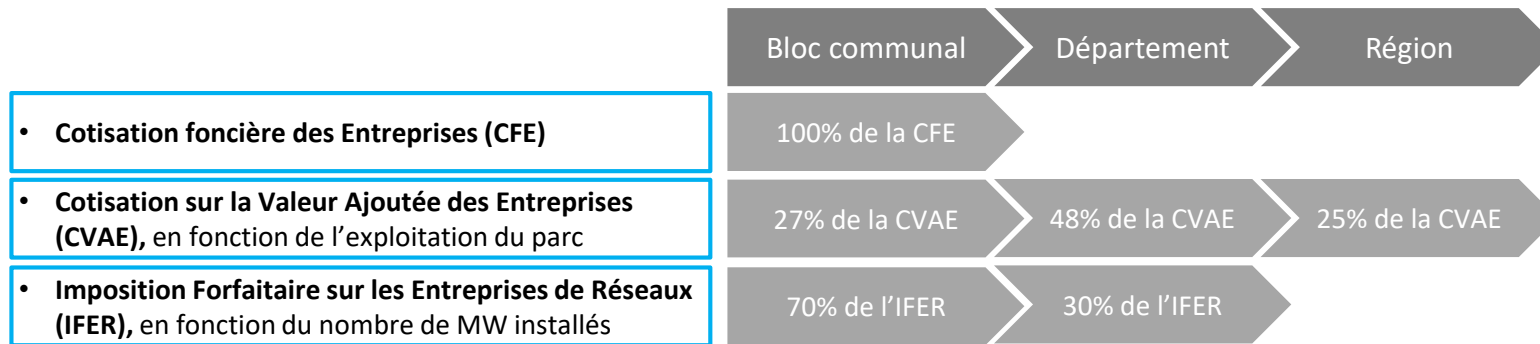 Bloc communal Département Région
• Cotisation foncière des Entreprises (CFE) 100% de la CFE
• Cotisation sur la Valeur Ajoutée des Entreprises
(CVAE), en fonction de l’exploitation du parc
27% de la CVAE 48% de la CVAE 25% de la CVAE
• Imposition Forfaitaire sur les Entreprises de Réseaux
(IFER), en fonction du nombre de MW installés
70% de l’IFER 30% de l’IFER